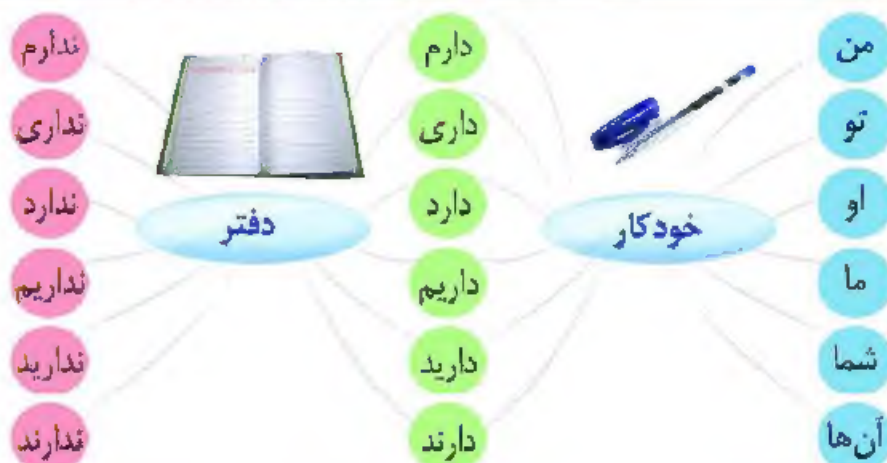 من
خودکار
دارم
دفتر
ندارم
تو
داری
نداری
او
دارد
ندارد
ما
داریم
نداریم
شما
دارید
ندارید
آن‌ها
دارند
ندارند